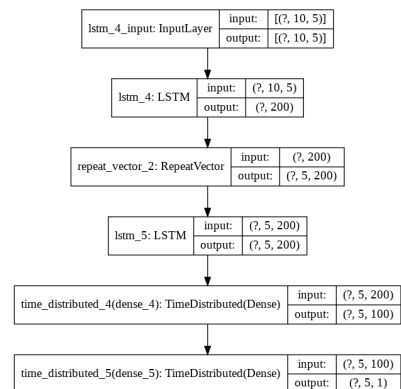 lstm_4_input: InputLayer
input: [(?, 10, 5)]
output: [(?, 10, 5)]
lstm_4: LSTM
input: (?, 10, 5)
output: (?, 200)
repeat_vector_2: RepeatVector
input: (?, 200)
output: (?, 5, 200)
lstm_5: LSTM
input: (?, 5, 200)
output: (?, 5, 200)
time_distributed_4(dense_4): TimeDistributed(Dense)
input: (?, 5, 200)
output: (?, 5, 100)
time_distributed_5(dense_5): TimeDistributed(Dense)
input: (?, 5, 100)
output: (?, 5, 1)